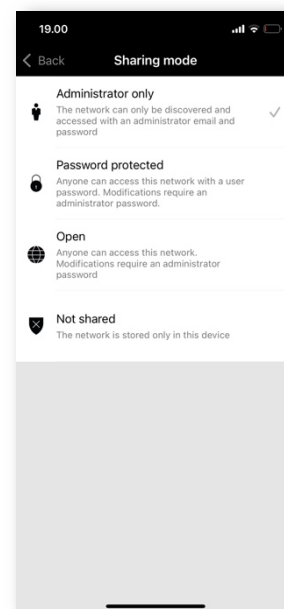 19.00
Back
Sharing mode
Administrator only
The network can only be discovered and
accessed with an administrator email and
password
Password protected
Anyone can access this network with a user
password. Modifications require an
administrator password.
Open
Anyone can access this network.
Modifications require an administrator
password
Not shared
The network is stored only in this device